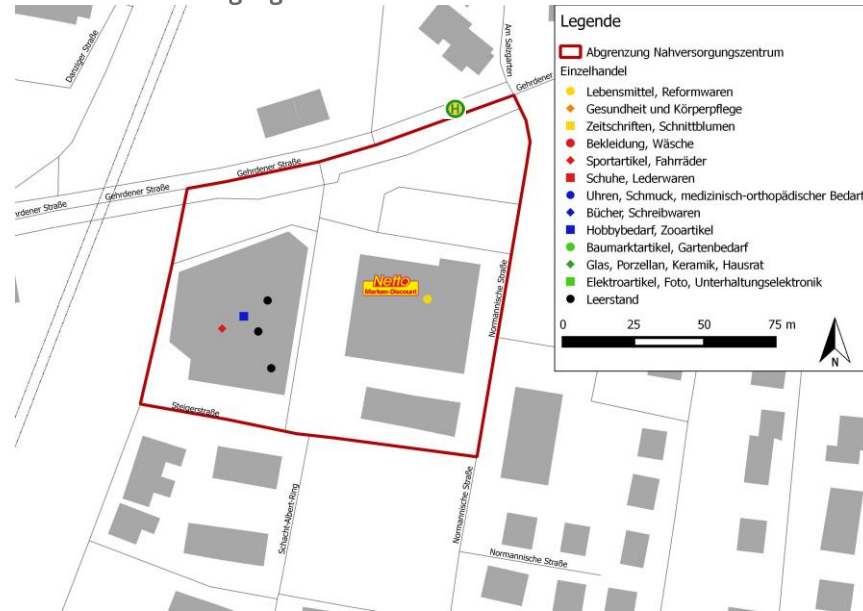 Legende
Abgrenzung Nahversorgungszentrum
Einzelhandel
Lebensmittel, Reformwaren
Gesundheit und Körperpflege
Zeitschriften, Schnittblumen
Bekleidung, Wäsche
Sportartikel, Fahrräder
Schuhe, Lederwaren
Uhren, Schmuck, medizinisch-orthopädischer Bedarf
Bücher, Schreibwaren
Hobbybedarf, Zooartikel
Baumarktartikel, Gartenbedarf
Glas, Porzellan, Keramik, Hausrat
Elektroartikel, Foto, Unterhaltungselektronik
Leerstand
0 25 50 75 m
N
Danziger Straße
Am Salzgarten
Gehrdener
H
Gehrdener Straße
Gehrdener Straße
hrdener Straße
Netto
Marken-Discount
Normannische Straße
Steigerstraße
Schacht-Albert-Ring
Normannische Straße
Normannische Straße